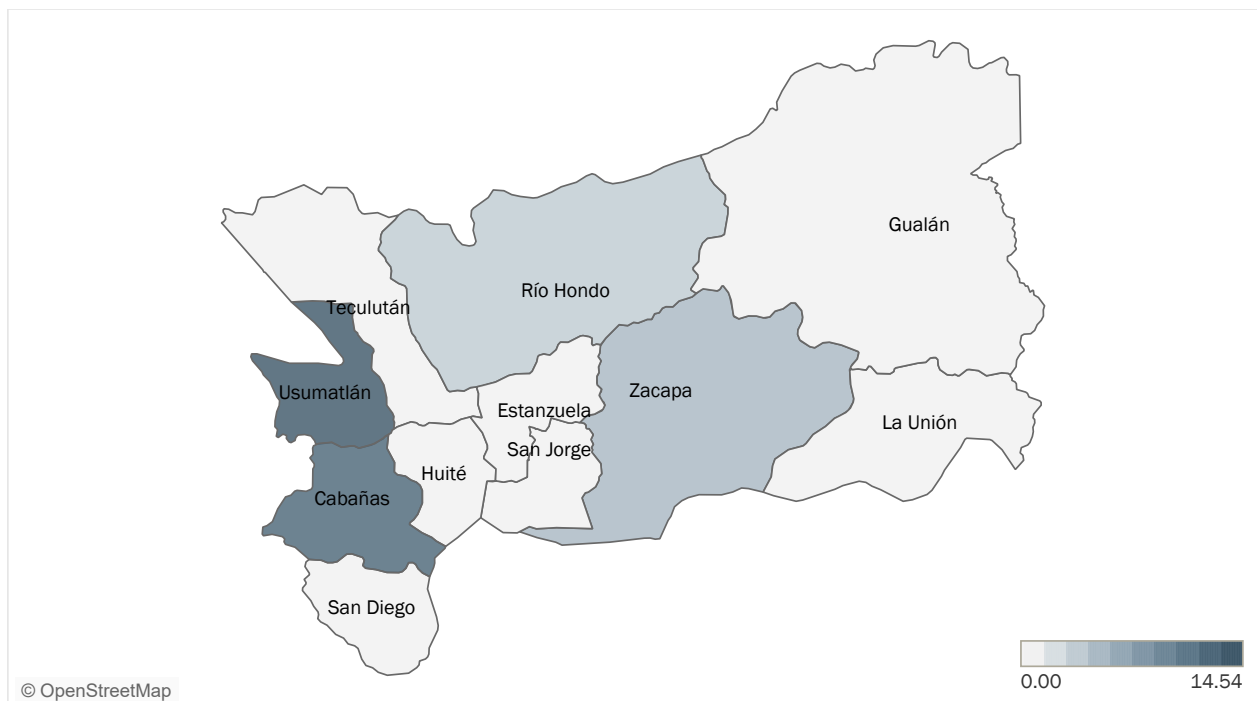 Gualán
Río Hondo
Teculután
Usumatlán
Zacapa
Estanzuela
La Unión
San Jorge
Huité
Cabañas
San Diego
0.00
14.54
© OpenStreetMap